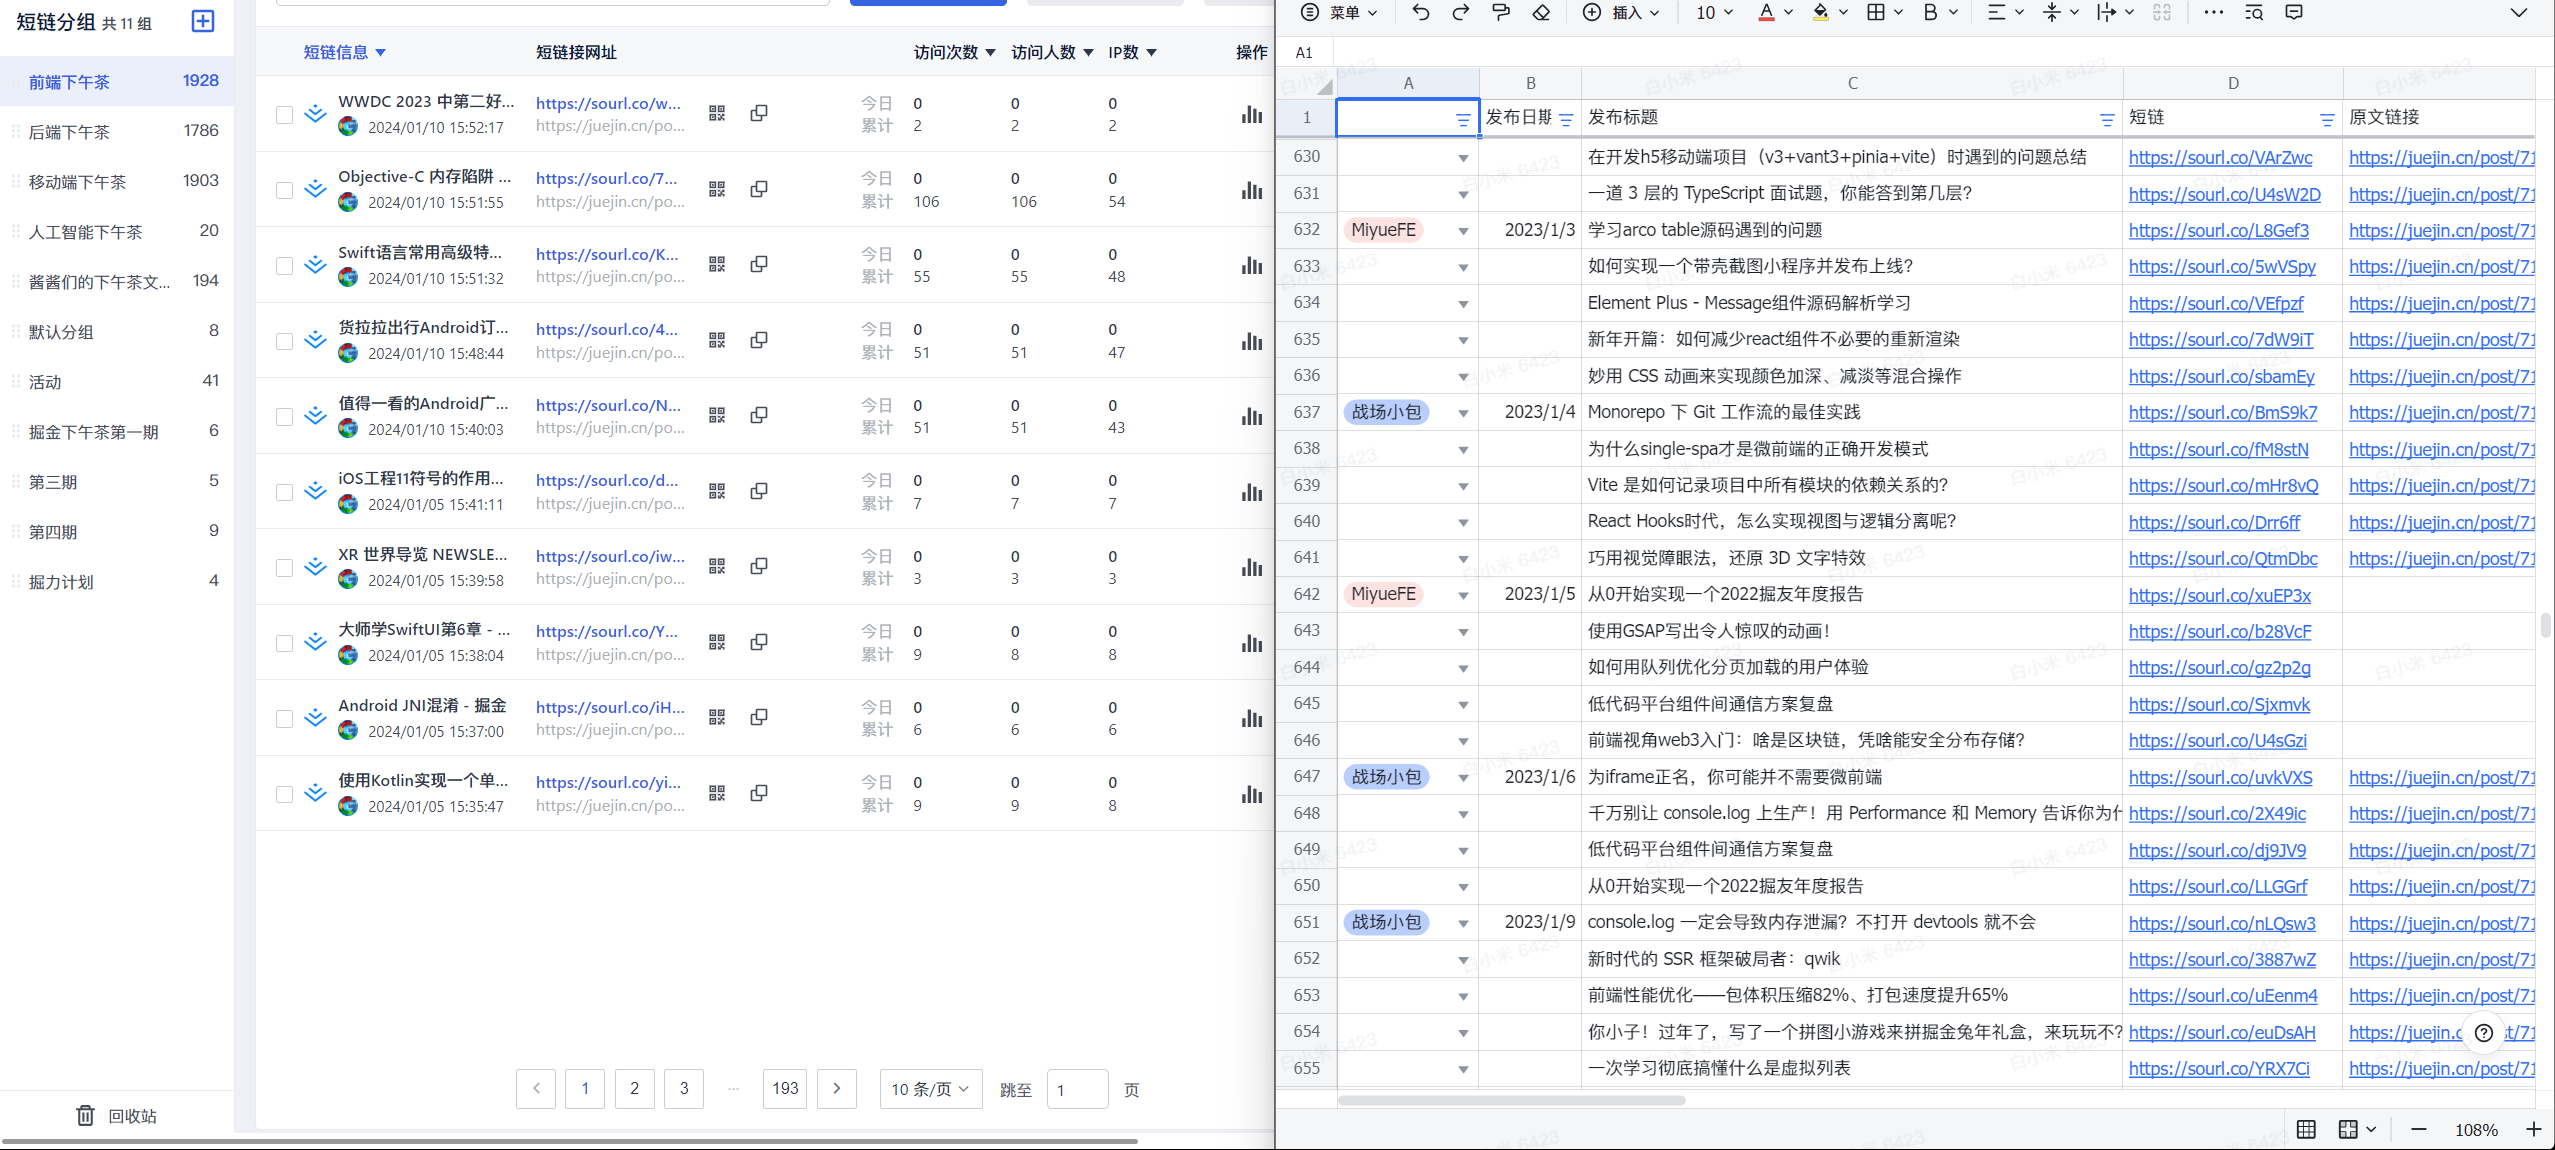 短链分组 共 11 组
前端下午茶 1928
后端下午茶 1786
移动端下午茶 1903
人工智能下午茶 20
酱酱们的下午茶文... 194
默认分组 8
活动 41
掘金下午茶第一期 6
第三期 5
第四期 9
掘力计划 4
回收站
短链信息 短链接网址 访问次数 访问人数 IP数 操作
WWDC 2023 中第二好... https://sourl.co/w... 今日 0 0 0
2024/01/10 15:52:17 https://juejin.cn/po... 累计 2 2 2
Objective-C 内存陷阱 ... https://sourl.co/7... 今日 0 0 0
2024/01/10 15:51:55 https://juejin.cn/po... 累计 106 106 54
Swift语言常用高级特... https://sourl.co/K... 今日 0 0 0
2024/01/10 15:51:32 https://juejin.cn/po... 累计 55 55 48
货拉拉出行Android订... https://sourl.co/4... 今日 0 0 0
2024/01/10 15:48:44 https://juejin.cn/po... 累计 51 51 47
值得一看的Android广... https://sourl.co/N... 今日 0 0 0
2024/01/10 15:40:03 https://juejin.cn/po... 累计 51 51 43
iOS工程11符号的作用... https://sourl.co/d... 今日 0 0 0
2024/01/05 15:41:11 https://juejin.cn/po... 累计 7 7 7
XR 世界导览 NEWSLE... https://sourl.co/iw... 今日 0 0 0
2024/01/05 15:39:58 https://juejin.cn/po... 累计 3 3 3
大师学SwiftUI第6章 - ... https://sourl.co/Y... 今日 0 0 0
2024/01/05 15:38:04 https://juejin.cn/po... 累计 9 8 8
Android JNI混淆 - 掘金 https://sourl.co/iH... 今日 0 0 0
2024/01/05 15:37:00 https://juejin.cn/po... 累计 6 6 6
使用Kotlin实现一个单... https://sourl.co/yi... 今日 0 0 0
2024/01/05 15:35:47 https://juejin.cn/po... 累计 9 9 8
1 2 3 ... 193 10 条/页 跳至 1 页
菜单 插入 10 A B
A1
A B C D
1 发布日期 发布标题 短链 原文链接
630 在开发h5移动端项目（v3+vant3+pinia+vite）时遇到的问题总结 https://sourl.co/VArZwc https://juejin.cn/post/71
631 一道 3 层的 TypeScript 面试题，你能答到第几层？ https://sourl.co/U4sW2D https://juejin.cn/post/71
632 MiyueFE 2023/1/3 学习arco table源码遇到的问题 https://sourl.co/L8Gef3 https://juejin.cn/post/71
633 如何实现一个带壳截图小程序并发布上线？ https://sourl.co/5wVSpy https://juejin.cn/post/71
634 Element Plus - Message组件源码解析学习 https://sourl.co/VEfpzf https://juejin.cn/post/71
635 新年开篇：如何减少react组件不必要的重新渲染 https://sourl.co/7dW9iT https://juejin.cn/post/71
636 妙用 CSS 动画来实现颜色加深、减淡等混合操作 https://sourl.co/sbamEy https://juejin.cn/post/71
637 战场小包 2023/1/4 Monorepo 下 Git 工作流的最佳实践 https://sourl.co/BmS9k7 https://juejin.cn/post/71
638 为什么single-spa才是微前端的正确开发模式 https://sourl.co/fM8stN https://juejin.cn/post/71
639 Vite 是如何记录项目中所有模块的依赖关系的？ https://sourl.co/mHr8vQ https://juejin.cn/post/71
640 React Hooks时代，怎么实现视图与逻辑分离呢？ https://sourl.co/Drr6ff https://juejin.cn/post/71
641 巧用视觉障眼法，还原 3D 文字特效 https://sourl.co/QtmDbc https://juejin.cn/post/71
642 MiyueFE 2023/1/5 从0开始实现一个2022掘友年度报告 https://sourl.co/xuEP3x
643 使用GSAP写出令人惊叹的动画！ https://sourl.co/b28VcF
644 如何用队列优化分页加载的用户体验 https://sourl.co/gz2p2g
645 低代码平台组件间通信方案复盘 https://sourl.co/Sjxmvk
646 前端视角web3入门：啥是区块链，凭啥能安全分布存储？ https://sourl.co/U4sGzi
647 战场小包 2023/1/6 为iframe正名，你可能并不需要微前端 https://sourl.co/uvkVXS https://juejin.cn/post/71
648 千万别让 console.log 上生产！用 Performance 和 Memory 告诉你为什 https://sourl.co/2X49ic https://juejin.cn/post/71
649 低代码平台组件间通信方案复盘 https://sourl.co/dj9JV9 https://juejin.cn/post/71
650 从0开始实现一个2022掘友年度报告 https://sourl.co/LLGGrf https://juejin.cn/post/71
651 战场小包 2023/1/9 console.log 一定会导致内存泄漏？不打开 devtools 就不会 https://sourl.co/nLQsw3 https://juejin.cn/post/71
652 新时代的 SSR 框架破局者：qwik https://sourl.co/3887wZ https://juejin.cn/post/71
653 前端性能优化——包体积压缩82%、打包速度提升65% https://sourl.co/uEenm4 https://juejin.cn/post/71
654 你小子！过年了，写了一个拼图小游戏来拼掘金兔年礼盒，来玩玩不？ https://sourl.co/euDsAH https://juejin.c t/71
655 一次学习彻底搞懂什么是虚拟列表 https://sourl.co/YRX7Ci https://juejin.cn/post/71
白小米 6423
108%